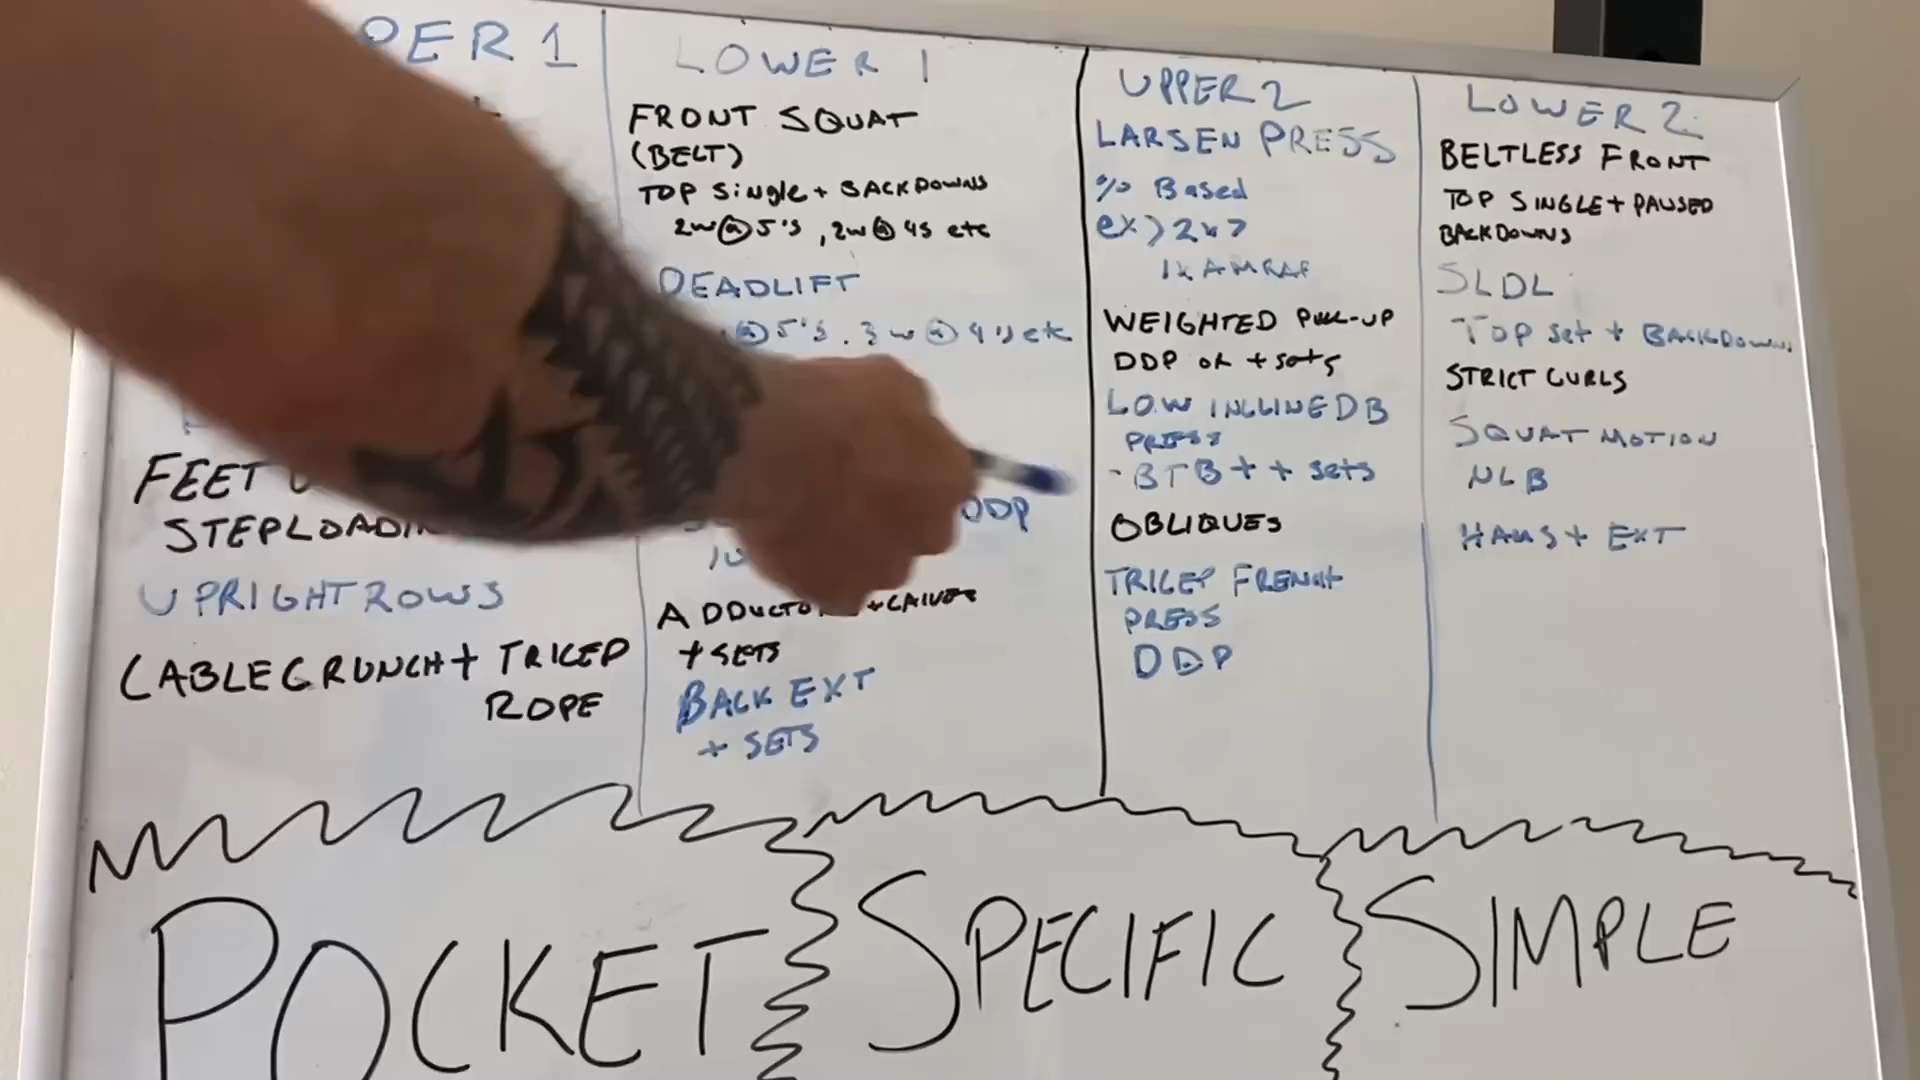 PER 1
FEET
STEPLOADIN
UPRIGHT ROWS
CABLE CRUNCH + TRICEP
ROPE
LOWER 1
FRONT SQUAT
(BELT)
TOP Single + BACKDOWNS
2w@5's, 2w@4s etc
DEADLIFT
@5's. 3w@4's etc
DDP
ADDUCTO + CALVES
+ SETS
BACK EXT
+ SETS
UPPER 2
LARSEN PRESS
% Based
ex) 2x7
1x AMRAP
WEIGHTED PULL-UP
DDP OR + sets
LOW INCLINE DB
PRESS
- BTB + + sets
OBLIQUES
TRICEP FRENCH
PRESS
DDP
LOWER 2
BELTLESS FRONT
TOP SINGLE + PAUSED
BACKDOWNS
SLDL
TOP set + BACKDOWNS
STRICT CURLS
SQUAT MOTION
NLB
HAMS + EXT
POCKET
SPECIFIC
SIMPLE